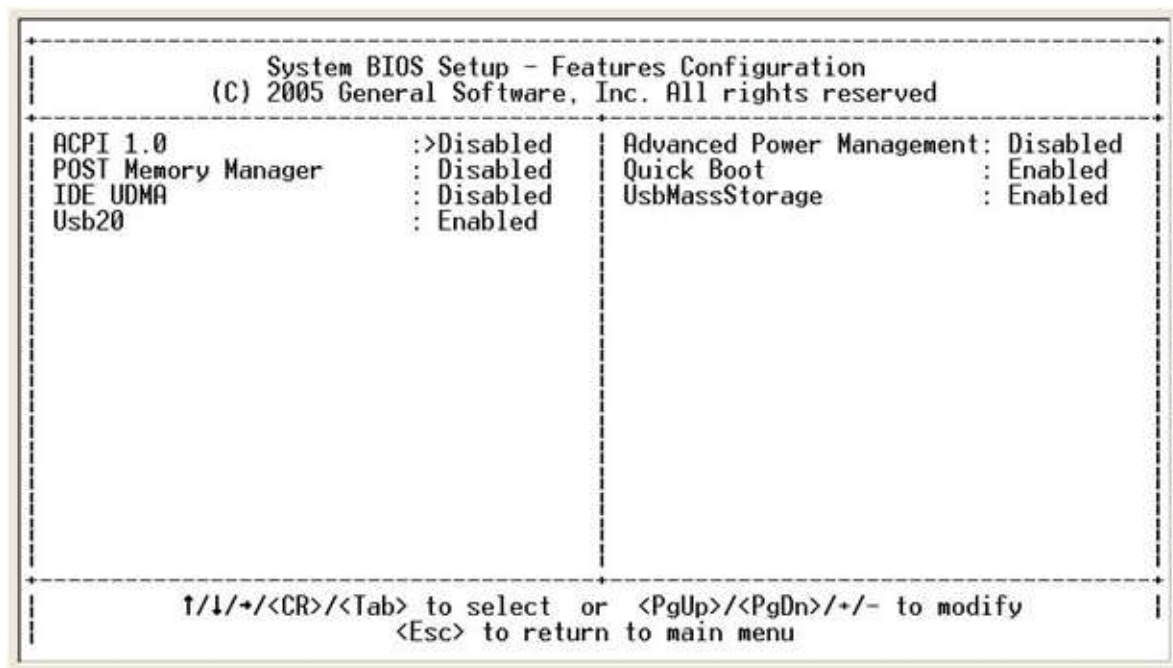 System BIOS Setup - Features Configuration
(C) 2005 General Software, Inc. All rights reserved
ACPI 1.0 :>Disabled
POST Memory Manager : Disabled
IDE UDMA : Disabled
Usb20 : Enabled
Advanced Power Management: Disabled
Quick Boot : Enabled
UsbMassStorage : Enabled
↑/↓/→/<CR>/<Tab> to select or <PgUp>/<PgDn>/+/- to modify
<Esc> to return to main menu